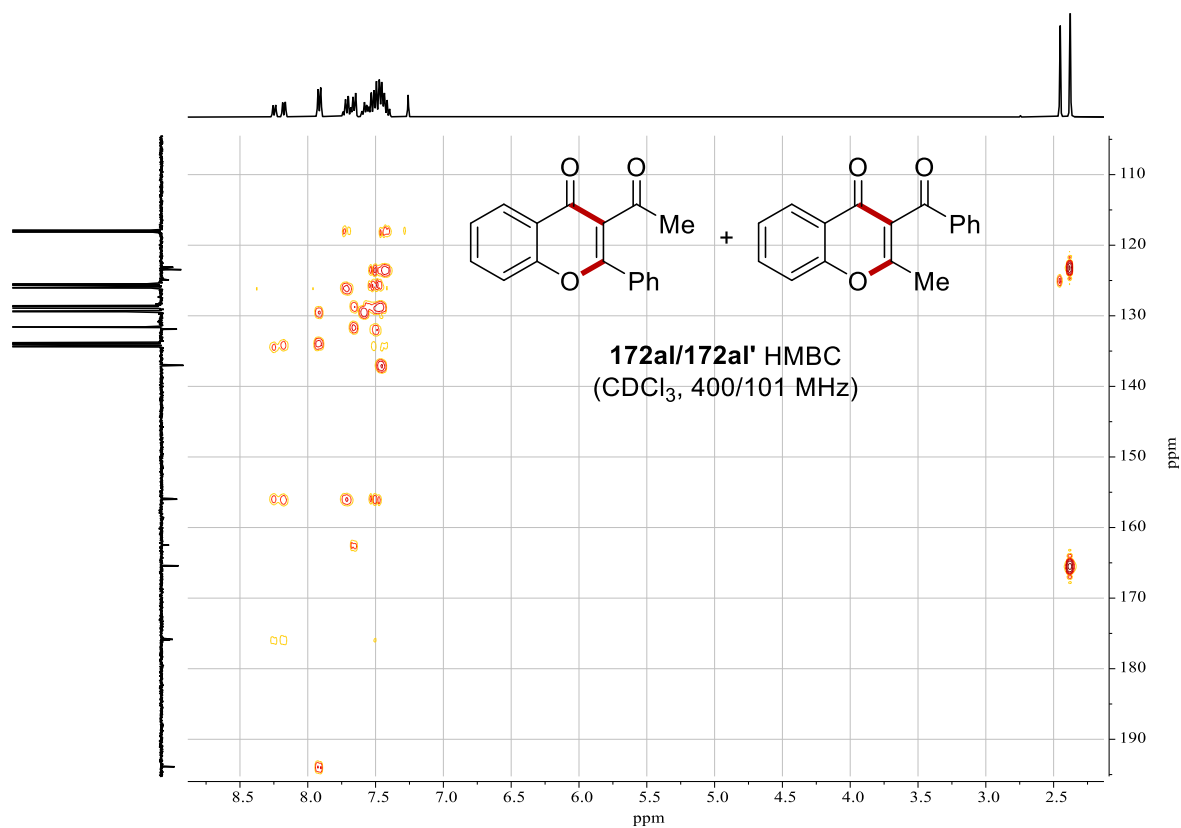 O O O O
Me Ph
+
O Ph O Me
172al/172al' HMBC
(CDCl3, 400/101 MHz)
110
120
130
140
150
160
170
180
190
ppm
8.5 8.0 7.5 7.0 6.5 6.0 5.5 5.0 4.5 4.0 3.5 3.0 2.5
ppm